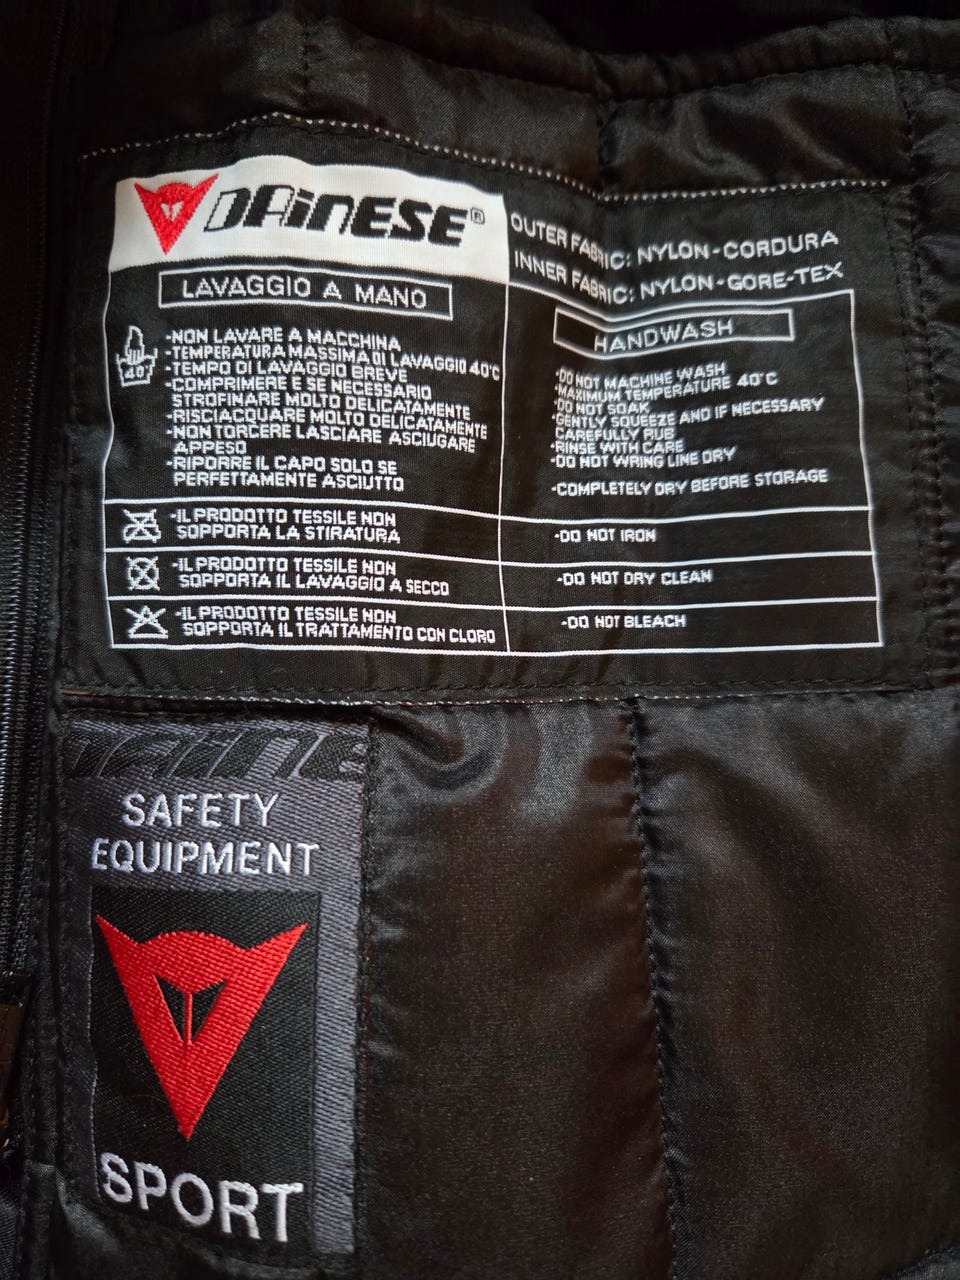 DAINESE®
OUTER FABRIC: NYLON-CORDURA
INNER FABRIC: NYLON-GORE-TEX
LAVAGGIO A MANO
40°
-NON LAVARE A MACCHINA
-TEMPERATURA MASSIMA DI LAVAGGIO 40°C
-TEMPO DI LAVAGGIO BREVE
-COMPRIMERE E SE NECESSARIO
STROFINARE MOLTO DELICATAMENTE
-RISCIACQUARE MOLTO DELICATAMENTE
-NON TORCERE LASCIARE ASCIUGARE
APPESO
-RIPORRE IL CAPO SOLO SE
PERFETTAMENTE ASCIUTTO
HANDWASH
-DO NOT MACHINE WASH
-MAXIMUM TEMPERATURE 40°C
-DO NOT SOAK
-GENTLY SQUEEZE AND IF NECESSARY
CAREFULLY RUB
-RINSE WITH CARE
-DO NOT WRING LINE DRY
-COMPLETELY DRY BEFORE STORAGE
-IL PRODOTTO TESSILE NON
SOPPORTA LA STIRATURA
-DO NOT IRON
-IL PRODOTTO TESSILE NON
SOPPORTA IL LAVAGGIO A SECCO
-DO NOT DRY CLEAN
-IL PRODOTTO TESSILE NON
SOPPORTA IL TRATTAMENTO CON CLORO
-DO NOT BLEACH
DAINE
SAFETY
EQUIPMENT
SPORT